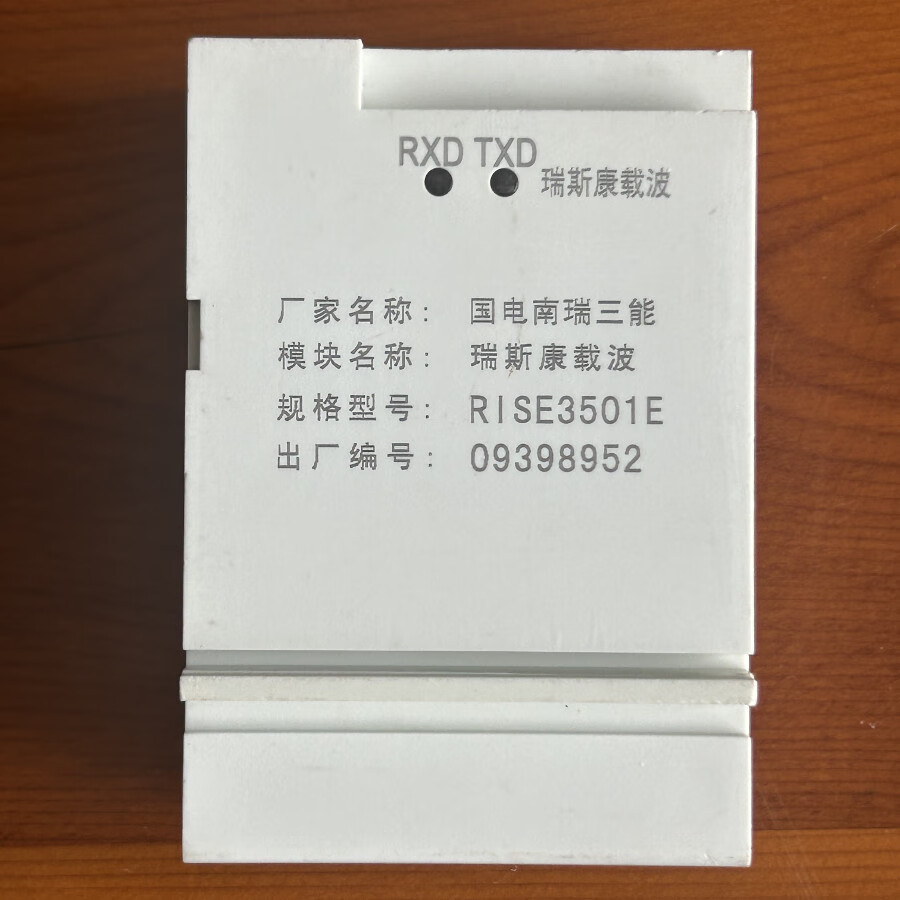 RXD TXD
瑞斯康载波
厂家名称： 国电南瑞三能
模块名称： 瑞斯康载波
规格型号： RISE3501E
出厂编号： 09398952